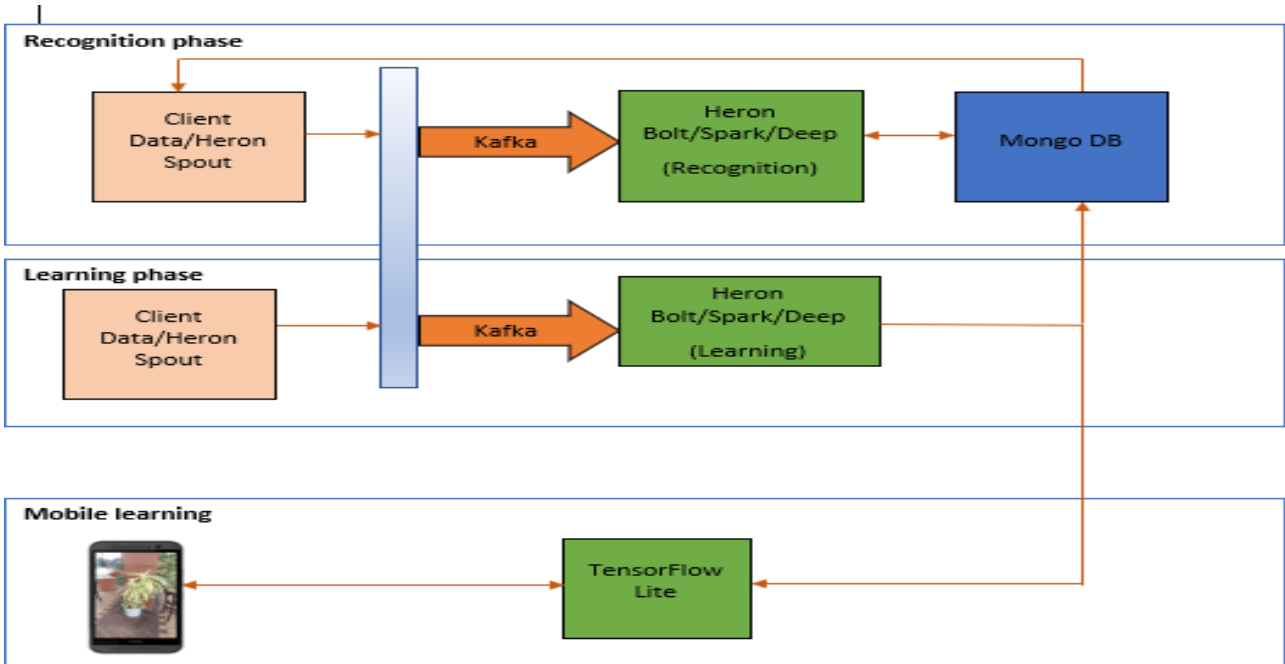 Recognition phase
Client
Data/Heron
Spout
Kafka
Heron
Bolt/Spark/Deep
(Recognition)
Mongo DB
Learning phase
Client
Data/Heron
Spout
Kafka
Heron
Bolt/Spark/Deep
(Learning)
Mobile learning
TensorFlow
Lite